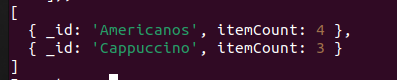 [
  { _id: 'Americanos', itemCount: 4 },
  { _id: 'Cappuccino', itemCount: 3 }
]